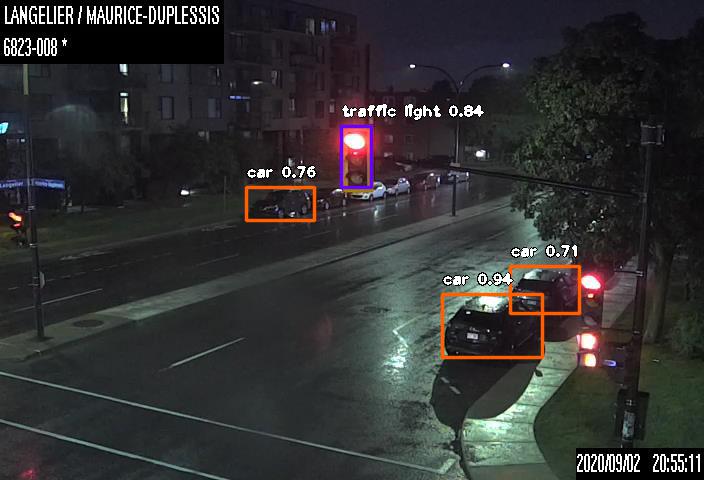 LANGELIER / MAURICE-DUPLESSIS
6823-008 *
traffic light 0.84
car 0.76
Langelier
car 0.71
car 0.94
2020/09/02 20:55:11